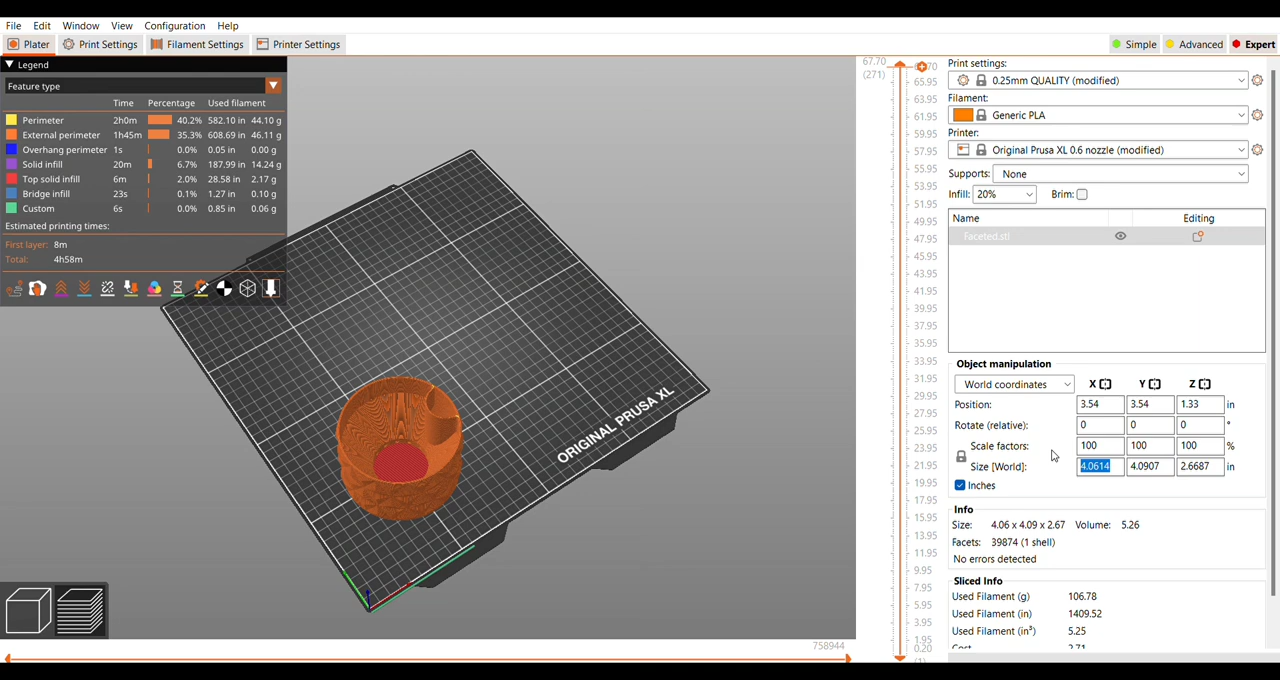 File Edit Window View Configuration Help
Plater Print Settings Filament Settings Printer Settings Simple Advanced Expert
Legend
Feature type
Time Percentage Used filament
Perimeter 2h0m 40.2% 582.10 in 44.10 g
External perimeter 1h45m 35.3% 608.69 in 46.11 g
Overhang perimeter 1s 0.0% 0.05 in 0.00 g
Solid infill 20m 6.7% 187.99 in 14.24 g
Top solid infill 6m 2.0% 28.58 in 2.17 g
Bridge infill 23s 0.1% 1.27 in 0.10 g
Custom 6s 0.0% 0.85 in 0.06 g
Estimated printing times:
First layer: 8m
Total: 4h58m
ORIGINAL PRUSA XL
758944
67.70
(271)
65.95
63.95
61.95
59.95
57.95
55.95
53.95
51.95
49.95
47.95
45.95
43.95
41.95
39.95
37.95
35.95
33.95
31.95
29.95
27.95
25.95
23.95
21.95
19.95
17.95
15.95
13.95
11.95
9.95
7.95
5.95
3.95
1.95
0.20
(1)
Print settings:
0.25mm QUALITY (modified)
Filament:
Generic PLA
Printer:
Original Prusa XL 0.6 nozzle (modified)
Supports: None
Infill: 20% Brim:
Name Editing
Faceted.stl
Object manipulation
World coordinates X Y Z
Position: 3.54 3.54 1.33 in
Rotate (relative): 0 0 0 °
Scale factors: 100 100 100 %
Size [World]: 4.0614 4.0907 2.6687 in
Inches
Info
Size: 4.06 x 4.09 x 2.67 Volume: 5.26
Facets: 39874 (1 shell)
No errors detected
Sliced Info
Used Filament (g) 106.78
Used Filament (in) 1409.52
Used Filament (in³) 5.25
Cost 2.71